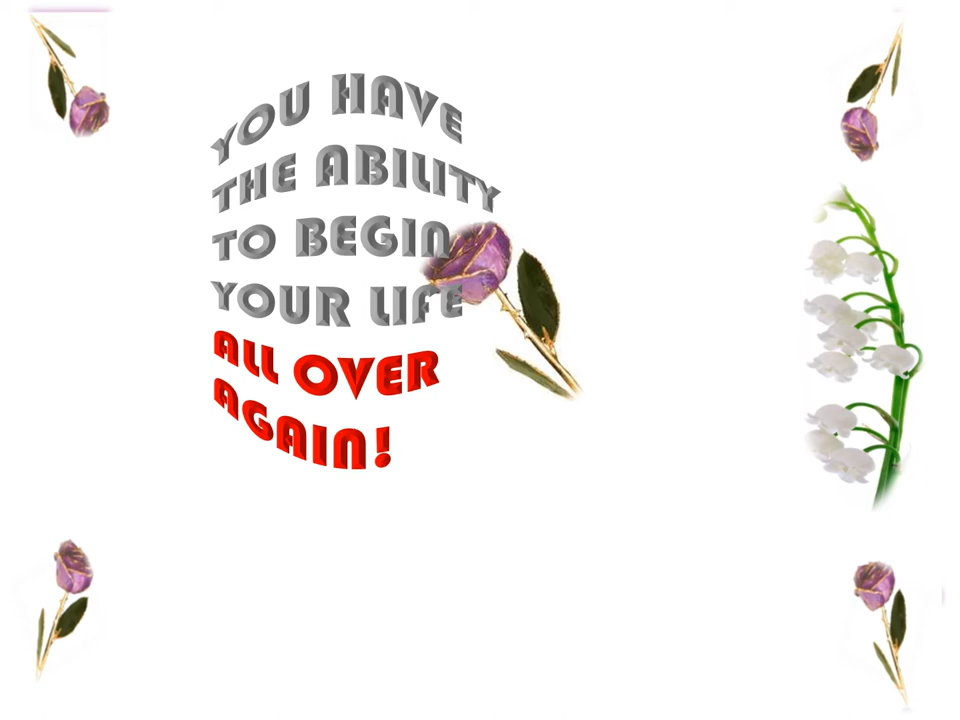 YOU HAVE
THE ABILITY
TO BEGIN
YOUR LIFE
ALL OVER
AGAIN!